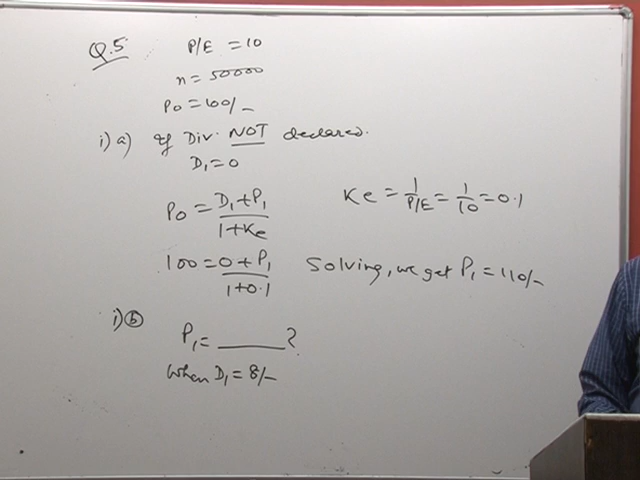 Q.5 P/E = 10
n = 50000
P0 = 100/-
i) a) If Div. NOT declared.
D1 = 0
P0 = D1 + P1 / 1 + Ke Ke = 1 / P/E = 1/10 = 0.1
100 = 0 + P1 / 1 + 0.1 Solving, we get P1 = 110/-
i) b)
P1 = ______ ?
When D1 = 8/-